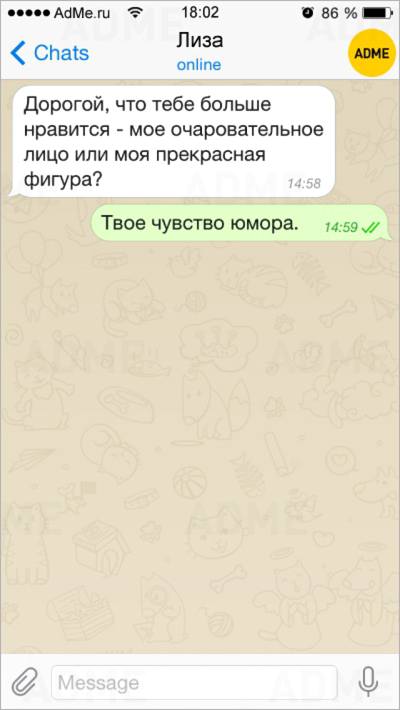 AdMe.ru 18:02 86 %
Chats Лиза ADME
online
Дорогой, что тебе больше
нравится - мое очаровательное
лицо или моя прекрасная
фигура?
14:58
Твое чувство юмора. 14:59
ADME
ADME
ADME
ADME
ADME
Message